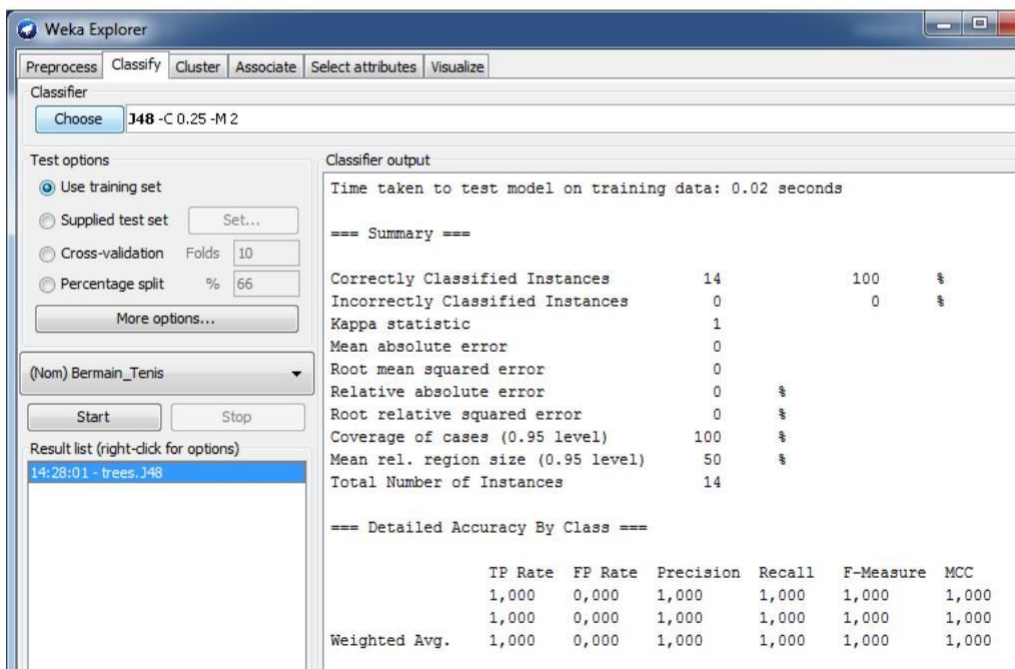 Weka Explorer
Preprocess Classify Cluster Associate Select attributes Visualize
Classifier
Choose J48 -C 0.25 -M 2
Test options
Use training set
Supplied test set Set...
Cross-validation Folds 10
Percentage split % 66
More options...
(Nom) Bermain_Tenis
Start Stop
Result list (right-click for options)
14:28:01 - trees.J48
Classifier output
Time taken to test model on training data: 0.02 seconds
=== Summary ===
Correctly Classified Instances 14 100 %
Incorrectly Classified Instances 0 0 %
Kappa statistic 1
Mean absolute error 0
Root mean squared error 0
Relative absolute error 0 %
Root relative squared error 0 %
Coverage of cases (0.95 level) 100 %
Mean rel. region size (0.95 level) 50 %
Total Number of Instances 14
=== Detailed Accuracy By Class ===
TP Rate FP Rate Precision Recall F-Measure MCC
1,000 0,000 1,000 1,000 1,000 1,000
1,000 0,000 1,000 1,000 1,000 1,000
Weighted Avg. 1,000 0,000 1,000 1,000 1,000 1,000